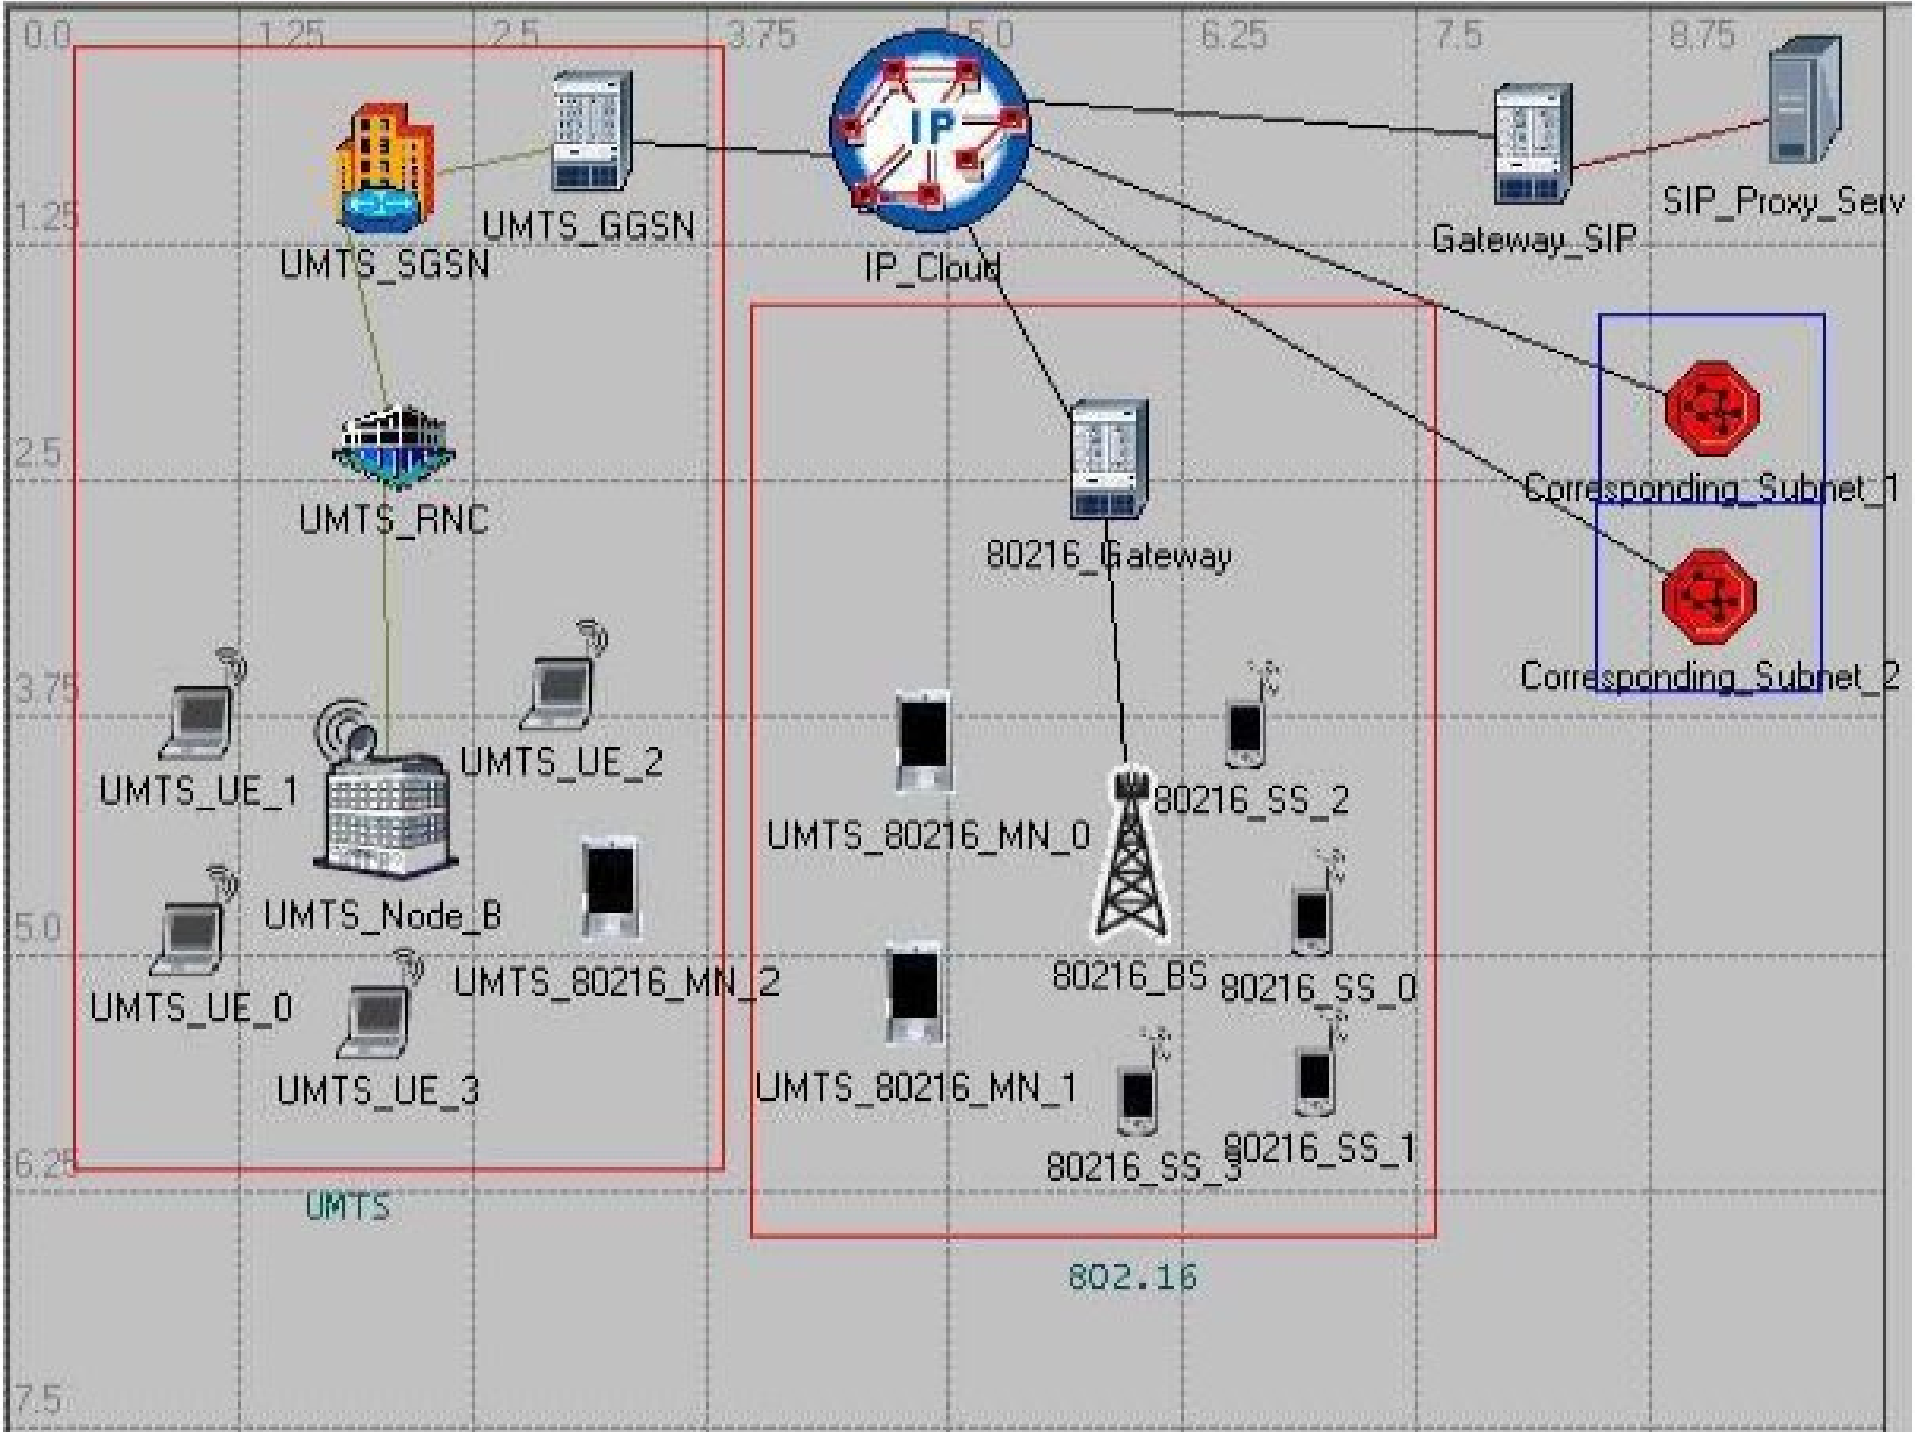 0.0 1.25 2.5 3.75 5.0 6.25 7.5 8.75
SIP_Proxy_Serv
1.25
UMTS_GGSN
Gateway_SIP
UMTS_SGSN
IP
IP_Cloud
2.5
Corresponding_Subnet_1
UMTS_RNC
80216_Gateway
3.75
Corresponding_Subnet_2
UMTS_UE_2
UMTS_UE_1
80216_SS_2
UMTS_80216_MN_0
5.0
UMTS_Node_B
UMTS_80216_MN_2
80216_BS
80216_SS_0
UMTS_UE_0
UMTS_UE_3
UMTS_80216_MN_1
6.25
80216_SS_1
80216_SS_3
UMTS
802.16
7.5